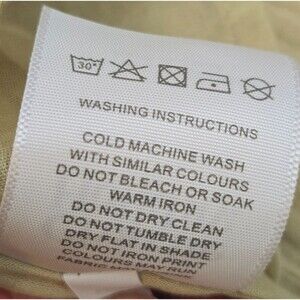 30°
WASHING INSTRUCTIONS
COLD MACHINE WASH
WITH SIMILAR COLOURS
DO NOT BLEACH OR SOAK
WARM IRON
DO NOT DRY CLEAN
DO NOT TUMBLE DRY
DRY FLAT IN SHADE
DO NOT IRON PRINT
COLOURS MAY RUN
FABRIC